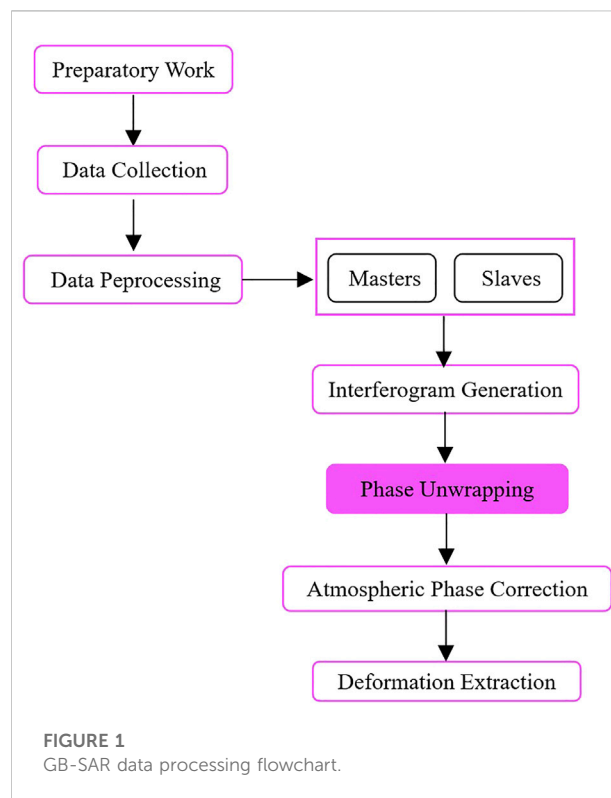 Preparatory Work
Data Collection
Data Peprocessing
Masters
Slaves
Interferogram Generation
Phase Unwrapping
Atmospheric Phase Correction
Deformation Extraction
FIGURE 1
GB-SAR data processing flowchart.